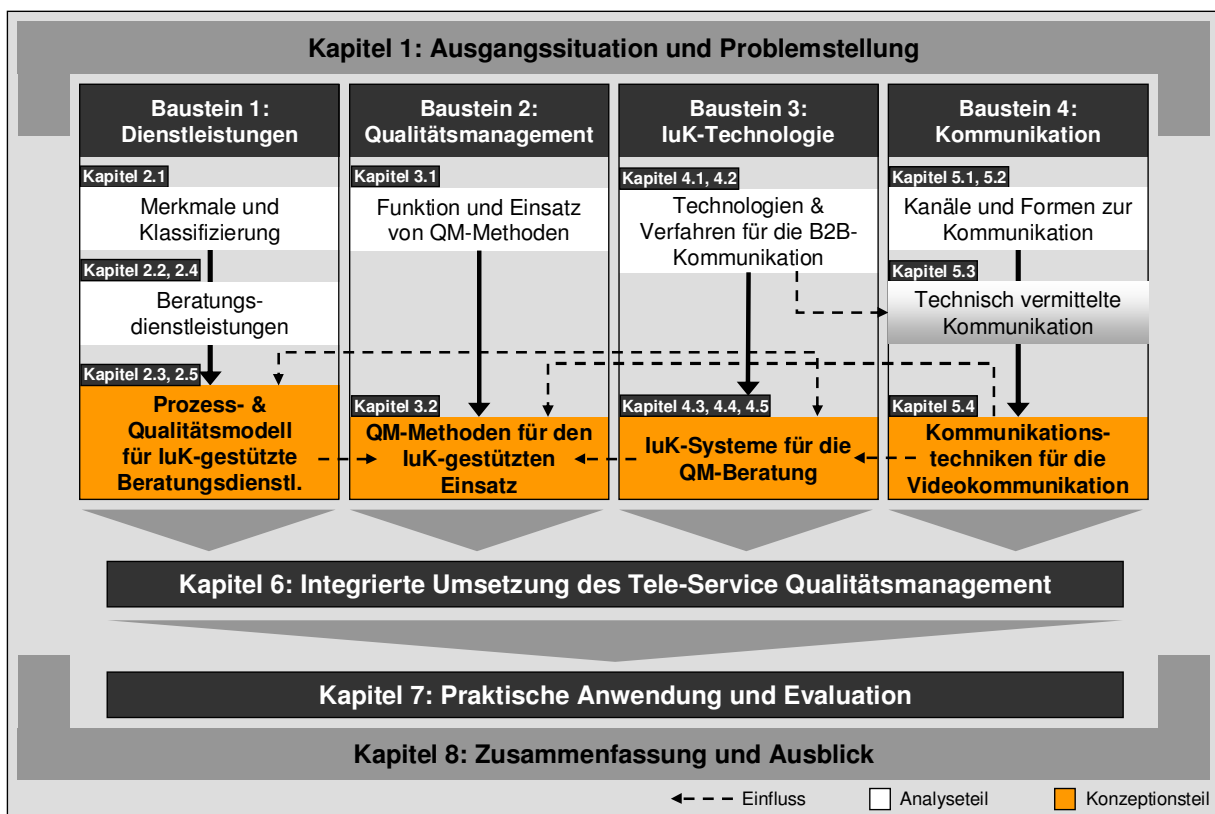 Kapitel 1: Ausgangssituation und Problemstellung
Baustein 1:
Dienstleistungen
Kapitel 2.1
Merkmale und
Klassifizierung
Kapitel 2.2, 2.4
Beratungs-
dienstleistungen
Kapitel 2.3, 2.5
Prozess- &
Qualitätsmodell
für IuK-gestützte
Beratungsdienstl.
Baustein 2:
Qualitätsmanagement
Kapitel 3.1
Funktion und Einsatz
von QM-Methoden
Kapitel 3.2
QM-Methoden für den
IuK-gestützten
Einsatz
Baustein 3:
IuK-Technologie
Kapitel 4.1, 4.2
Technologien &
Verfahren für die B2B-
Kommunikation
Kapitel 4.3, 4.4, 4.5
IuK-Systeme für die
QM-Beratung
Baustein 4:
Kommunikation
Kapitel 5.1, 5.2
Kanäle und Formen zur
Kommunikation
Kapitel 5.3
Technisch vermittelte
Kommunikation
Kapitel 5.4
Kommunikations-
techniken für die
Videokommunikation
Kapitel 6: Integrierte Umsetzung des Tele-Service Qualitätsmanagement
Kapitel 7: Praktische Anwendung und Evaluation
Kapitel 8: Zusammenfassung und Ausblick
Einfluss
Analyseteil
Konzeptionsteil